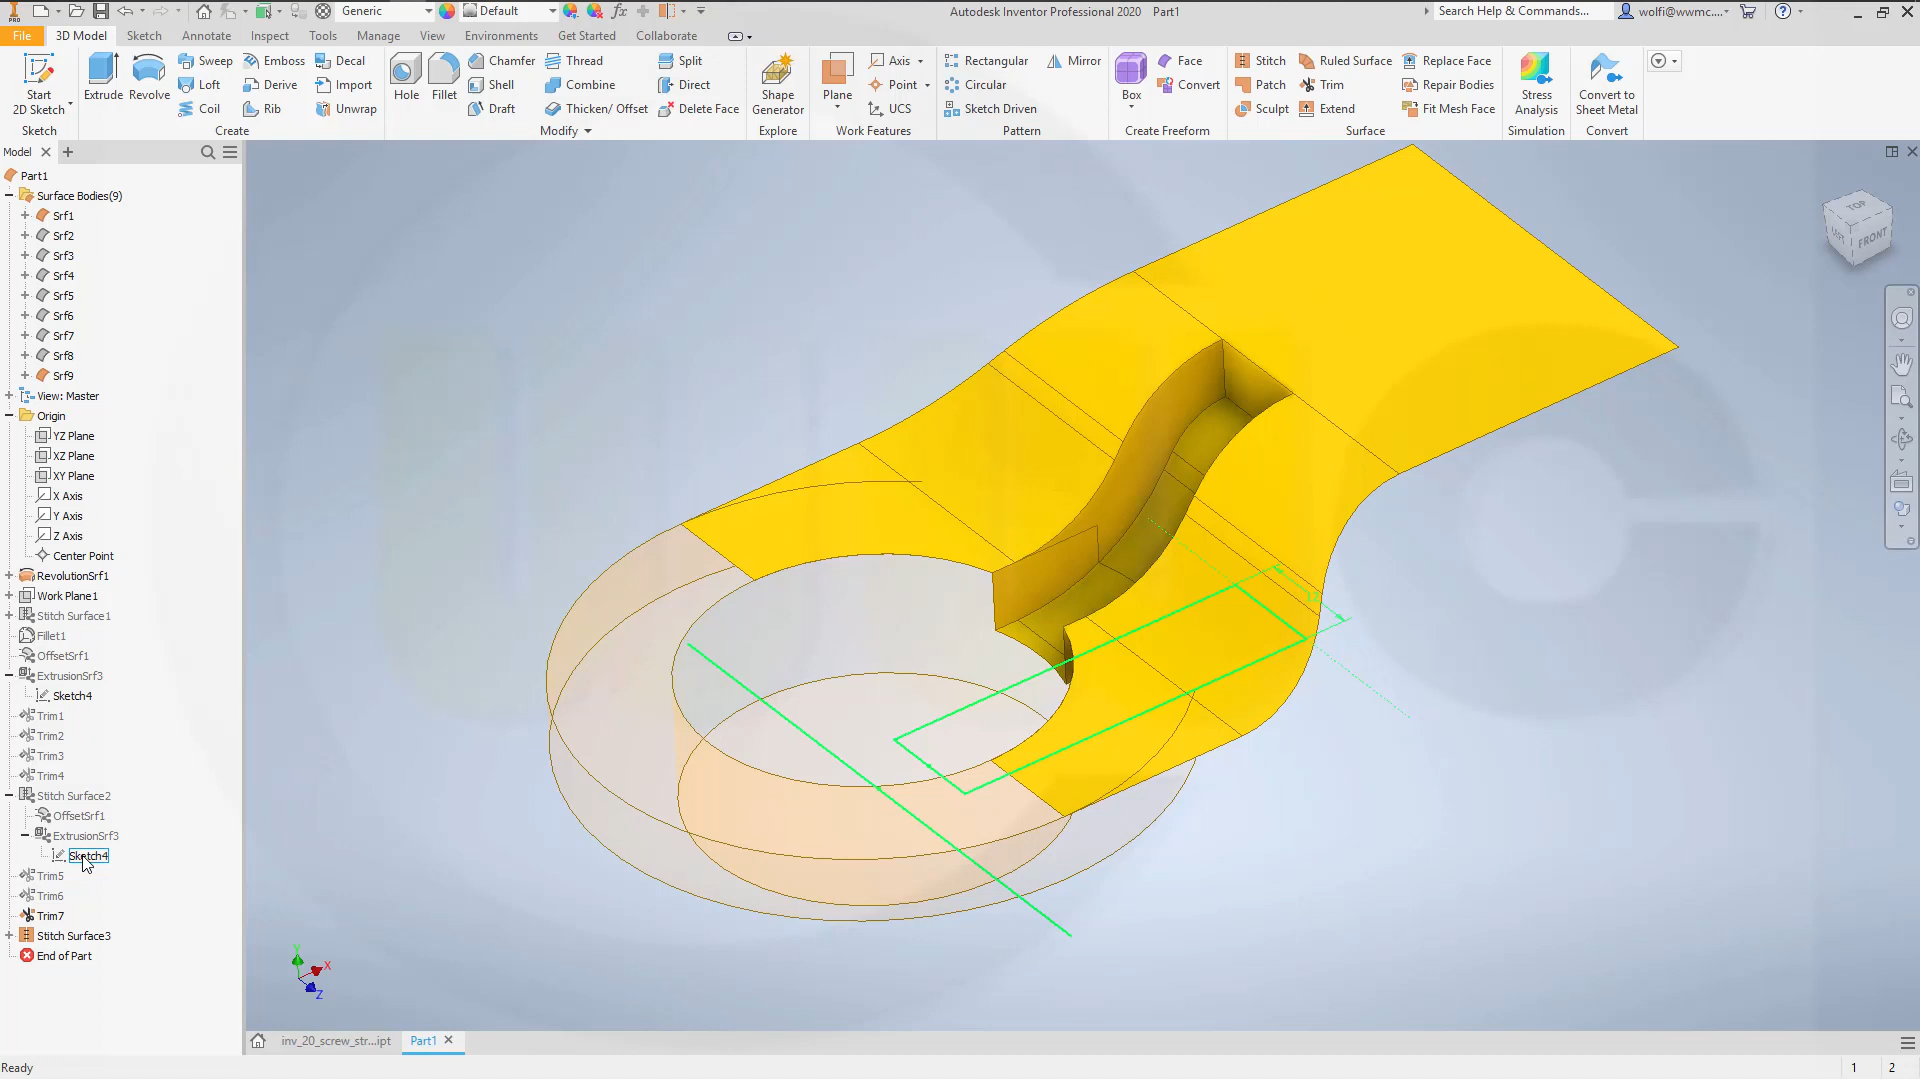 PRO
Generic
Default
Autodesk Inventor Professional 2020 Part1
Search Help & Commands...
wolfi@wwmc....
File
3D Model
Sketch
Annotate
Inspect
Tools
Manage
View
Environments
Get Started
Collaborate
Start
2D Sketch
Sketch
Extrude
Revolve
Sweep
Loft
Coil
Emboss
Derive
Rib
Decal
Import
Unwrap
Create
Hole
Fillet
Chamfer
Shell
Draft
Thread
Combine
Thicken/ Offset
Split
Direct
Delete Face
Modify
Shape
Generator
Explore
Plane
Axis
Point
UCS
Work Features
Rectangular
Circular
Sketch Driven
Mirror
Pattern
Box
Face
Convert
Create Freeform
Stitch
Patch
Sculpt
Ruled Surface
Trim
Extend
Replace Face
Repair Bodies
Fit Mesh Face
Surface
Stress
Analysis
Simulation
Convert to
Sheet Metal
Convert
Model
Part1
Surface Bodies(9)
Srf1
Srf2
Srf3
Srf4
Srf5
Srf6
Srf7
Srf8
Srf9
View: Master
Origin
YZ Plane
XZ Plane
XY Plane
X Axis
Y Axis
Z Axis
Center Point
RevolutionSrf1
Work Plane1
Stitch Surface1
Fillet1
OffsetSrf1
ExtrusionSrf3
Sketch4
Trim1
Trim2
Trim3
Trim4
Stitch Surface2
OffsetSrf1
ExtrusionSrf3
Sketch4
Trim5
Trim6
Trim7
Stitch Surface3
End of Part
TOP
LEFT
FRONT
12
Y
X
Z
inv_20_screw_str...ipt
Part1
Ready
1
2